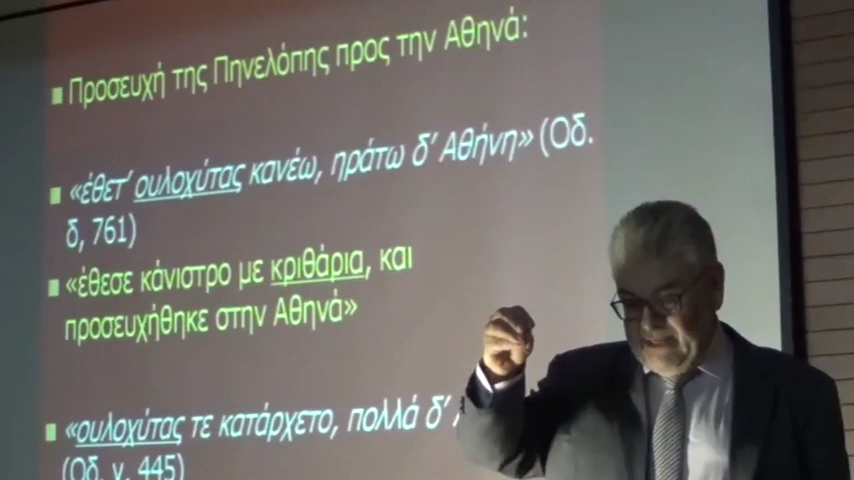 Προσευχή της Πηνελόπης προς την Αθηνά:
«έθετ' ουλοχύτας κανέω, ηράτω δ' Αθήνη» (Οδ.
δ, 761)
«έθεσε κάνιστρο με κριθάρια, και
προσευχήθηκε στην Αθηνά»
«ουλοχύτας τε κατάρχετο, πολλά δ'
(Οδ. γ, 445)